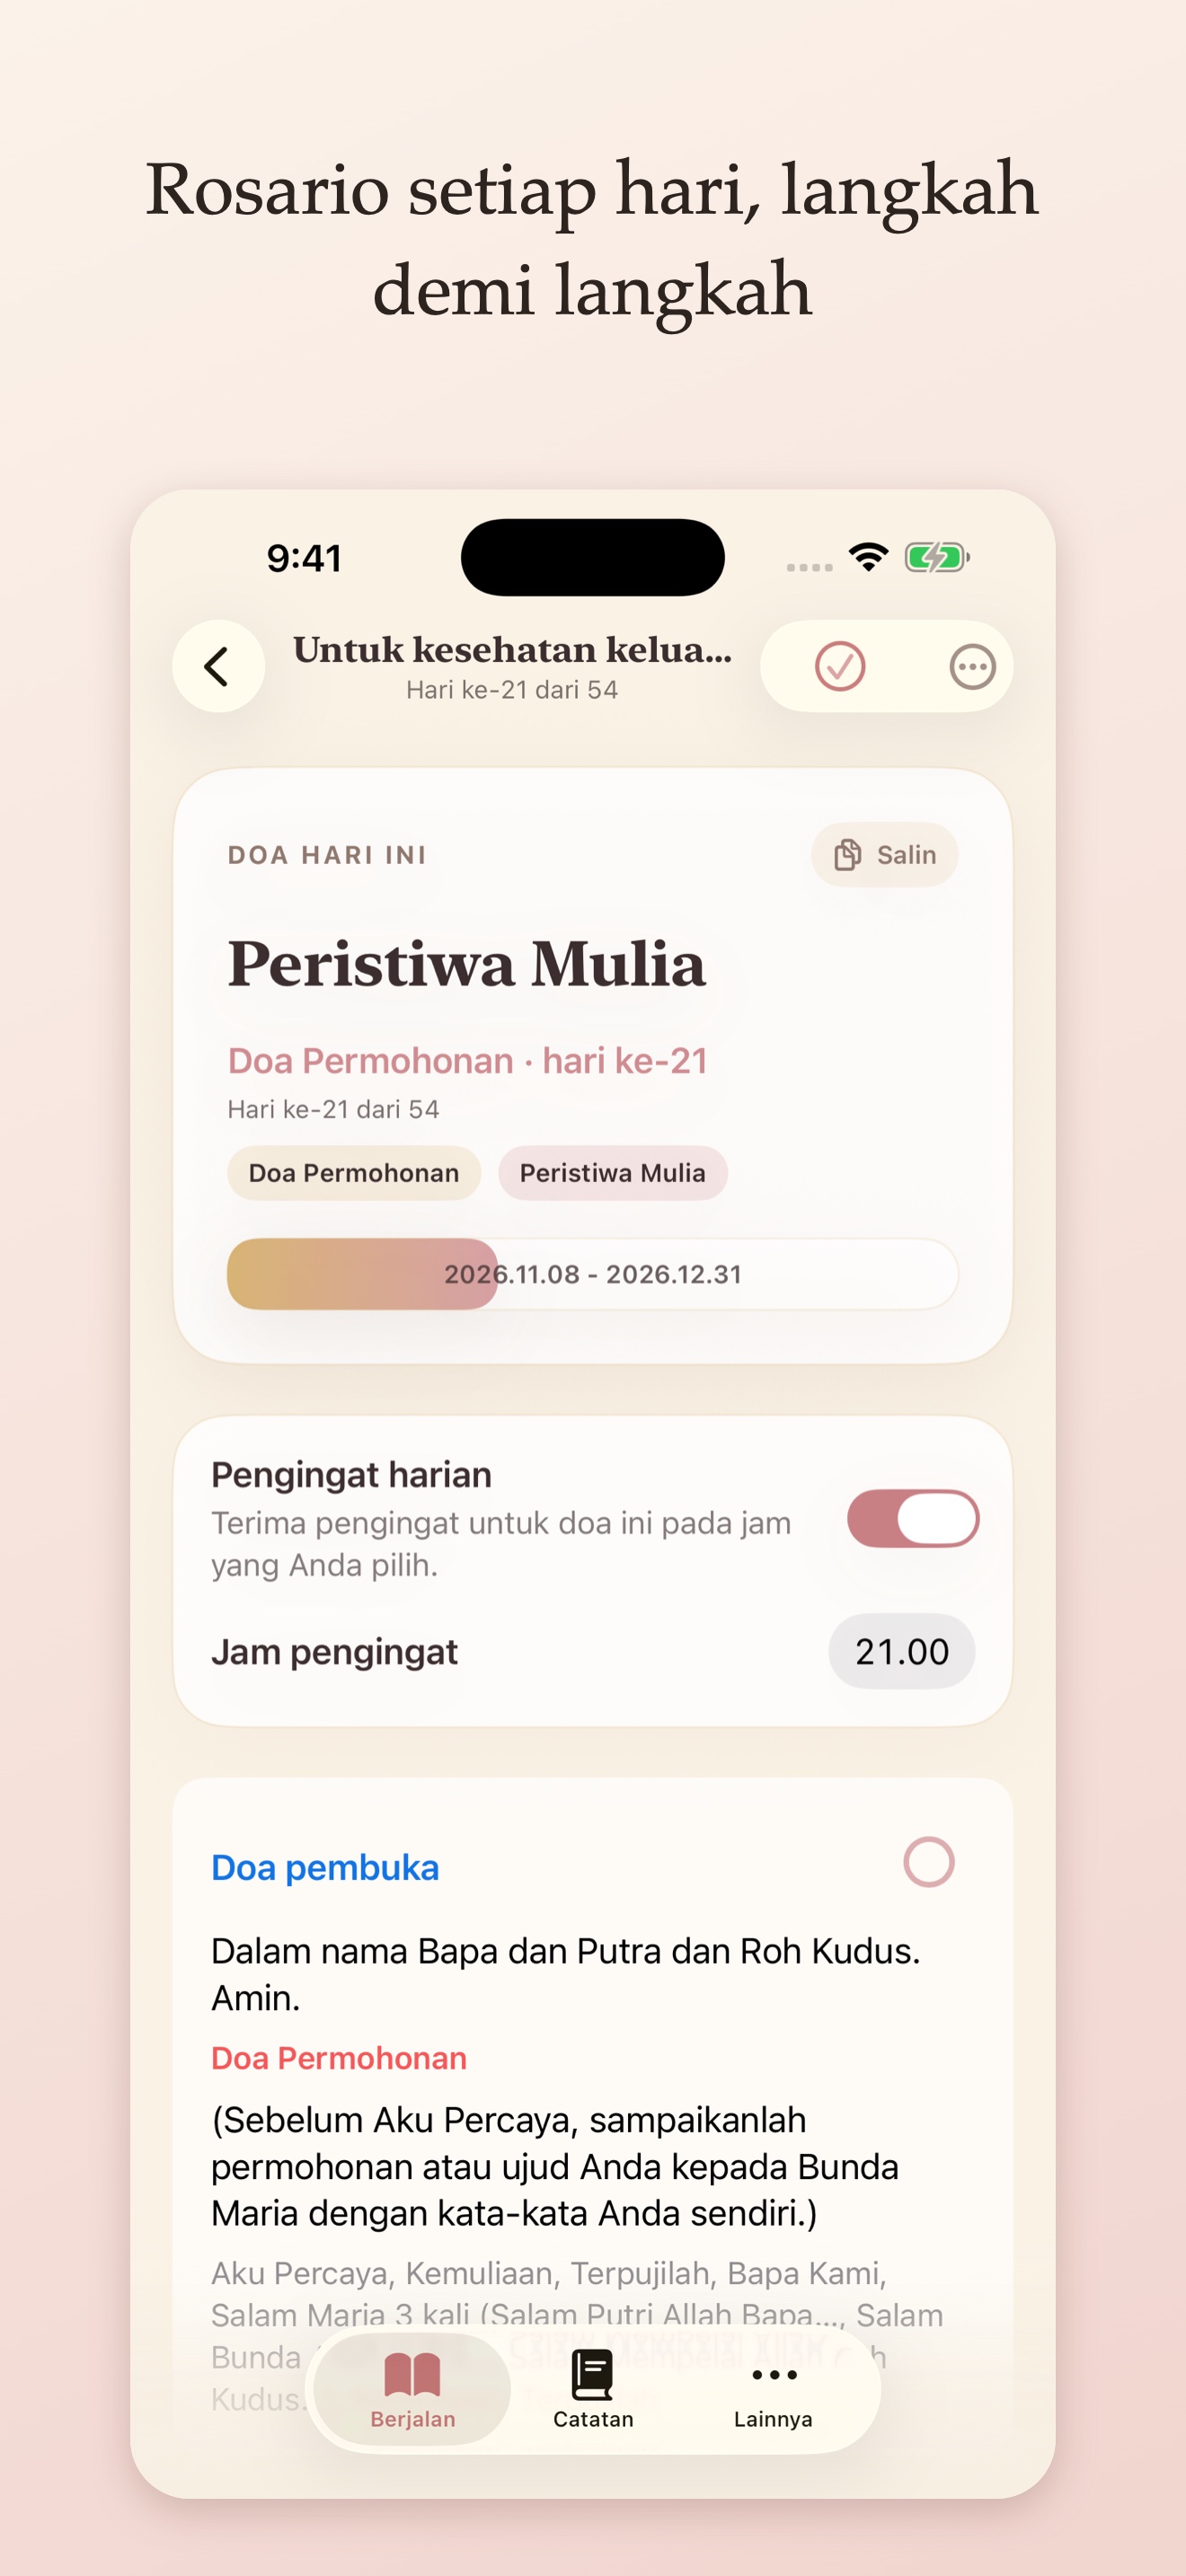 Rosario setiap hari, langkah
demi langkah
9:41
Untuk kesehatan kelua...
Hari ke-21 dari 54
DOA HARI INI
Salin
Peristiwa Mulia
Doa Permohonan · hari ke-21
Hari ke-21 dari 54
Doa Permohonan
Peristiwa Mulia
2026.11.08 - 2026.12.31
Pengingat harian
Terima pengingat untuk doa ini pada jam
yang Anda pilih.
Jam pengingat
21.00
Doa pembuka
Dalam nama Bapa dan Putra dan Roh Kudus.
Amin.
Doa Permohonan
(Sebelum Aku Percaya, sampaikanlah
permohonan atau ujud Anda kepada Bunda
Maria dengan kata-kata Anda sendiri.)
Aku Percaya, Kemuliaan, Terpujilah, Bapa Kami,
Salam Maria 3 kali (Salam Putri Allah Bapa..., Salam
Bunda
Kudus.
Berjalan
Catatan
Lainnya